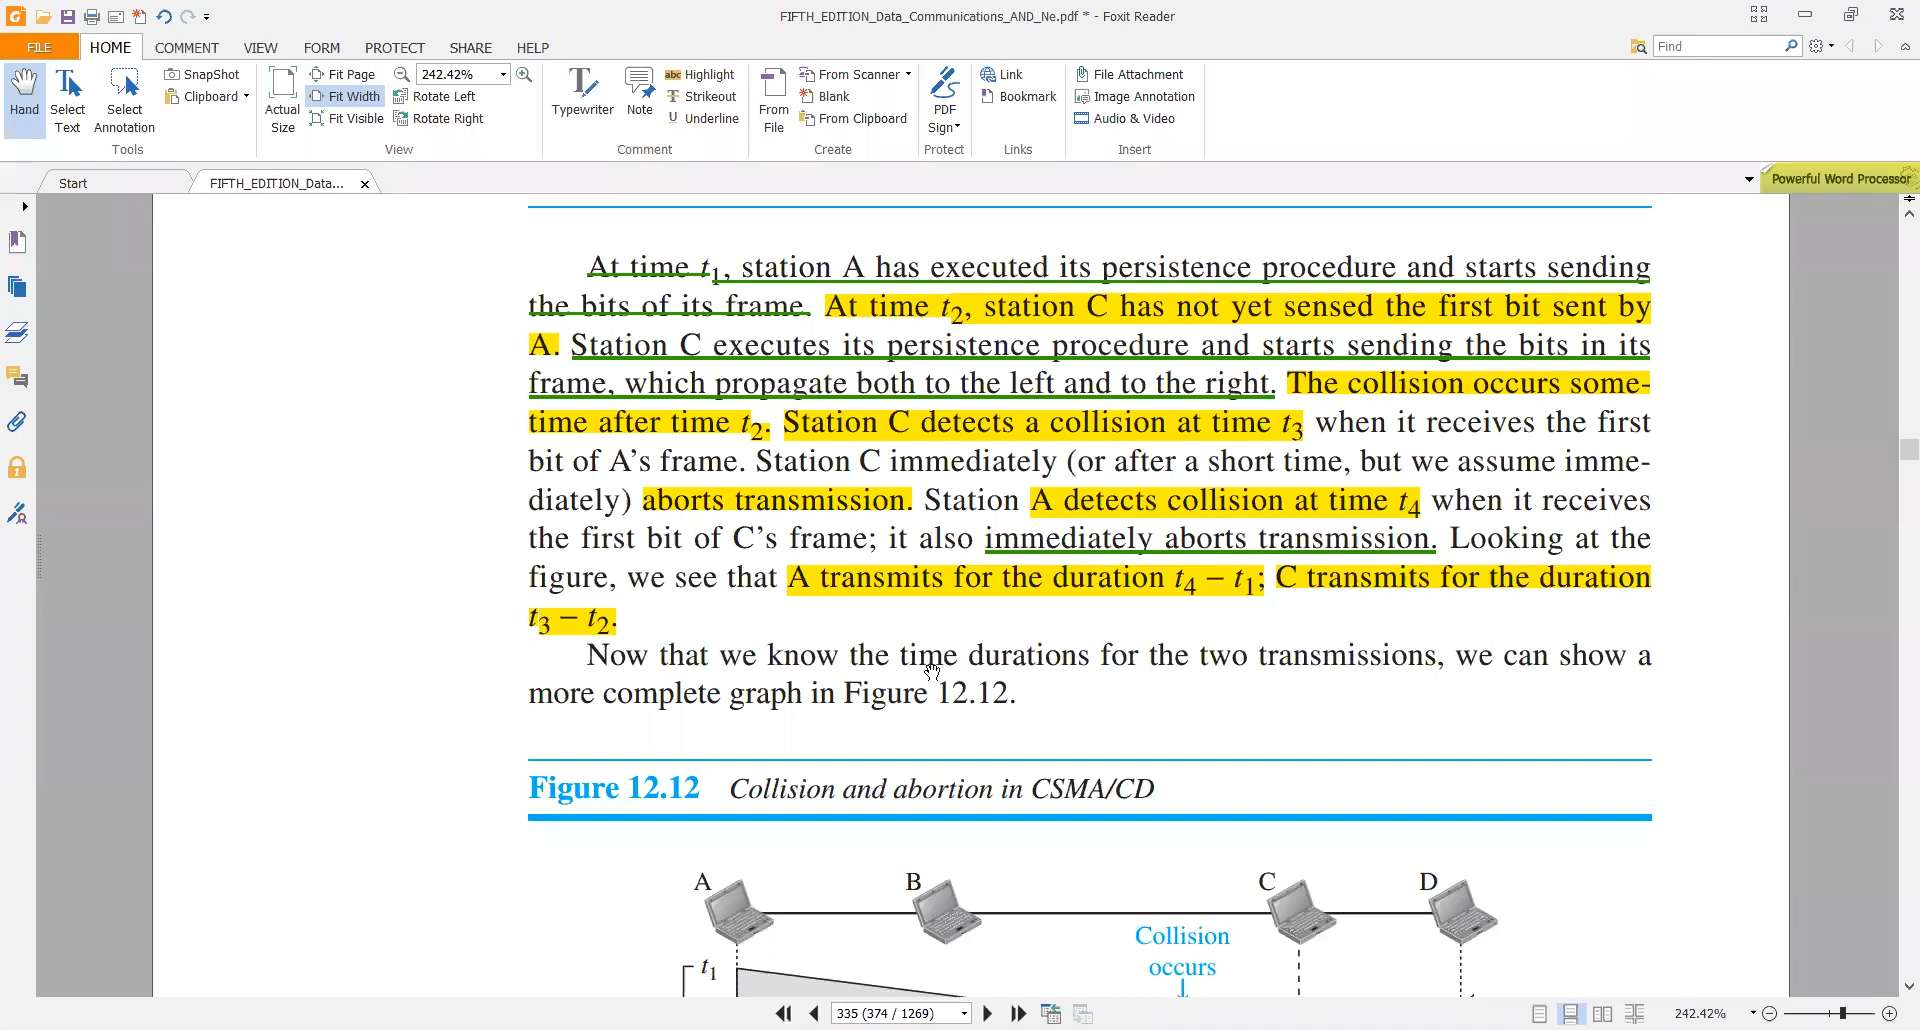 FIFTH_EDITION_Data_Communications_AND_Ne.pdf * - Foxit Reader
FILE HOME COMMENT VIEW FORM PROTECT SHARE HELP Find
Hand
Select Text
Select Annotation
SnapShot
Clipboard
Tools
Actual Size
Fit Page
Fit Width
Fit Visible
242.42%
Rotate Left
Rotate Right
View
Typewriter
Note
Highlight
Strikeout
Underline
Comment
From File
From Scanner
Blank
From Clipboard
Create
PDF Sign
Protect
Link
Bookmark
Links
File Attachment
Image Annotation
Audio & Video
Insert
Start FIFTH_EDITION_Data... Powerful Word Processor
At time t1, station A has executed its persistence procedure and starts sending
the bits of its frame. At time t2, station C has not yet sensed the first bit sent by
A. Station C executes its persistence procedure and starts sending the bits in its
frame, which propagate both to the left and to the right. The collision occurs some-
time after time t2. Station C detects a collision at time t3 when it receives the first
bit of A's frame. Station C immediately (or after a short time, but we assume imme-
diately) aborts transmission. Station A detects collision at time t4 when it receives
the first bit of C's frame; it also immediately aborts transmission. Looking at the
figure, we see that A transmits for the duration t4 – t1; C transmits for the duration
t3 – t2.
Now that we know the time durations for the two transmissions, we can show a
more complete graph in Figure 12.12.
Figure 12.12 Collision and abortion in CSMA/CD
A B C D
Collision
occurs
t1
335 (374 / 1269) 242.42%